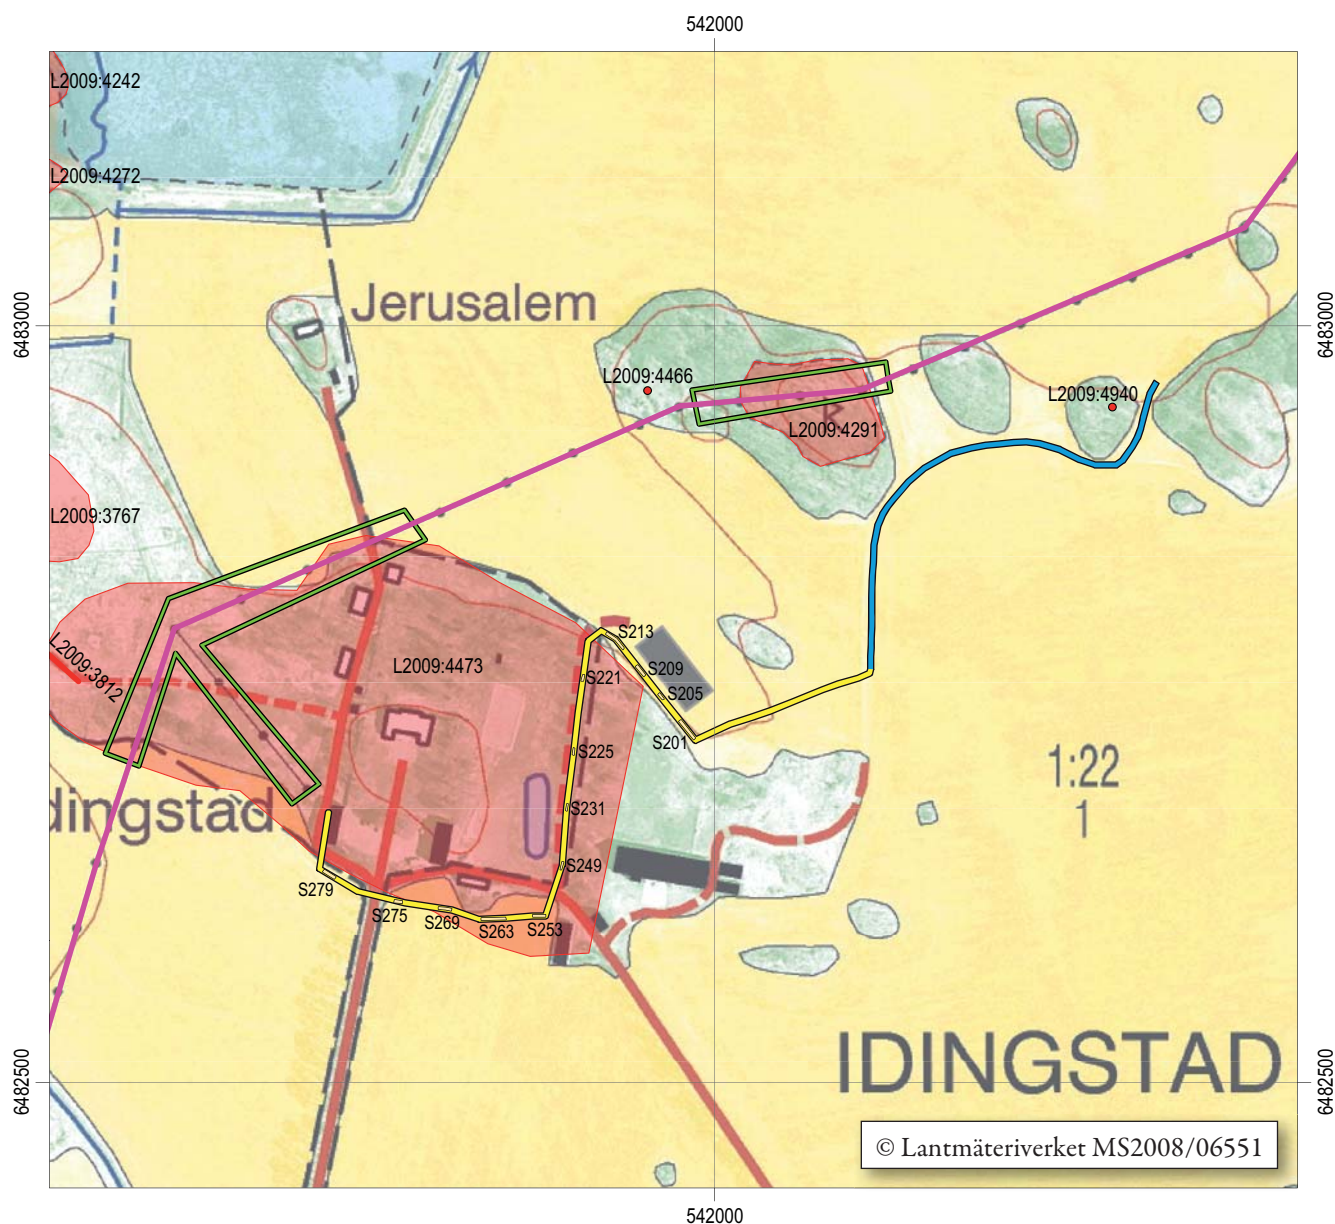 542000
L2009:4242
L2009:4272
Jerusalem
6483000
6483000
L2009:4466
L2009:4940
R
L2009:4291
L2009:3767
L2009:3812
L2009:4473
S213
S209
S221
S205
S201
S225
S231
1:22
1
dingstad
S249
S279
S275
S269
S263
S253
IDINGSTAD
6482500
6482500
© Lantmäteriverket MS2008/06551
542000